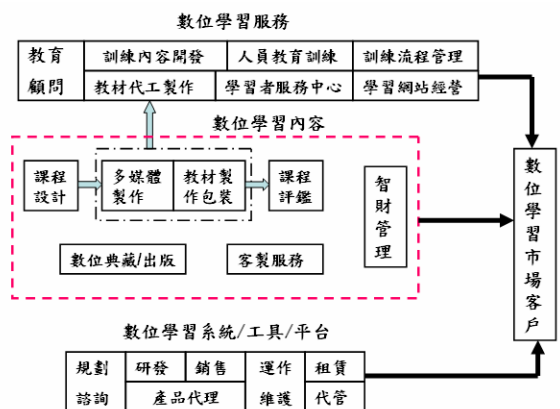 數位學習服務
教育 訓練內容開發 人員教育訓練 訓練流程管理
顧問 教材代工製作 學習者服務中心 學習網站經營
數位學習內容
課程 多媒體 教材製 課程
設計 製作 作包裝 評鑑
智財管理
數位典藏/出版 客製服務
數位學習市場客戶
數位學習系統/工具/平台
規劃 研發 銷售 運作 租賃
諮詢 產品代理 維護 代管